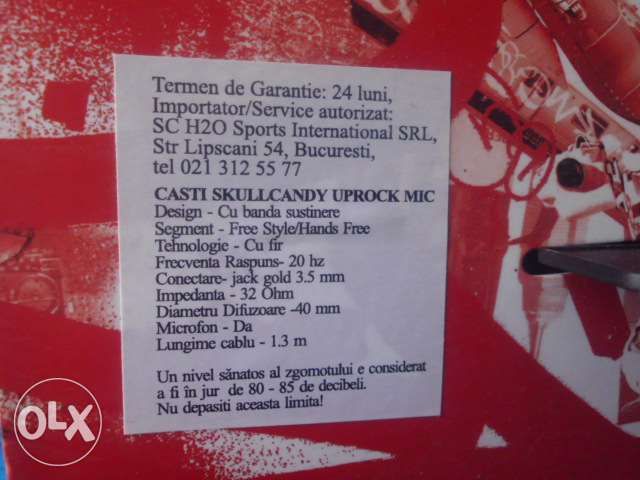 Termen de Garantie: 24 luni,
Importator/Service autorizat:
SC H2O Sports International SRL,
Str Lipscani 54, Bucuresti,
tel 021 312 55 77
CASTI SKULLCANDY UPROCK MIC
Design - Cu banda sustinere
Segment - Free Style/Hands Free
Tehnologie - Cu fir
Frecventa Raspuns- 20 hz
Conectare- jack gold 3.5 mm
Impedanta - 32 Ohm
Diametru Difuzoare -40 mm
Microfon - Da
Lungime cablu - 1.3 m
Un nivel sănatos al zgomotului e considerat
a fi în jur de 80 - 85 de decibeli.
Nu depasiti aceasta limita!
OLX